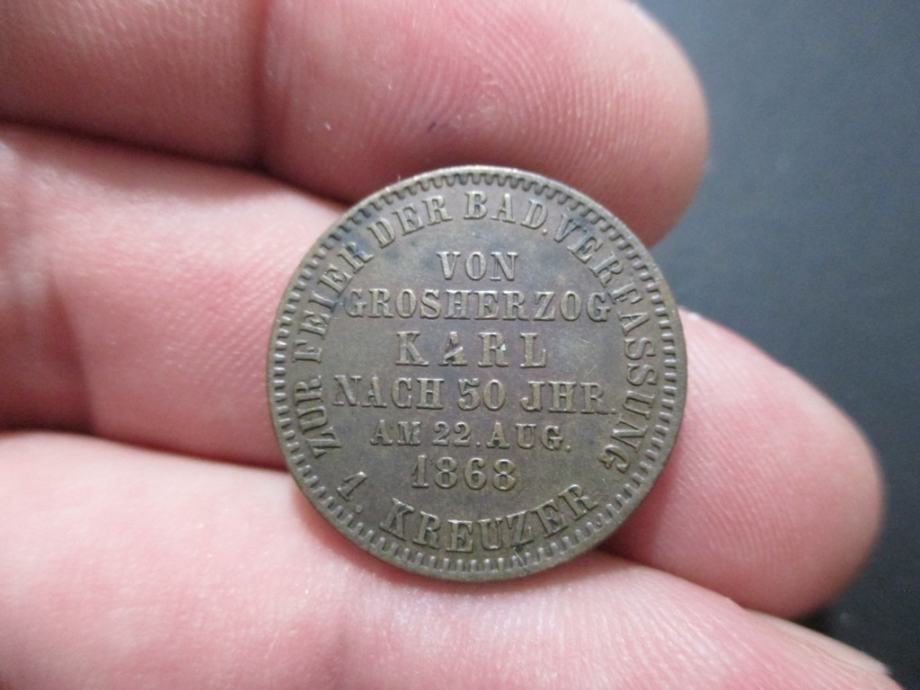 ZUR FEIER DER BAD. VERFASSUNG
VON
GROSHERZOG
KARL
NACH 50 JHR.
AM 22. AUG.
1868
1. KREUZER